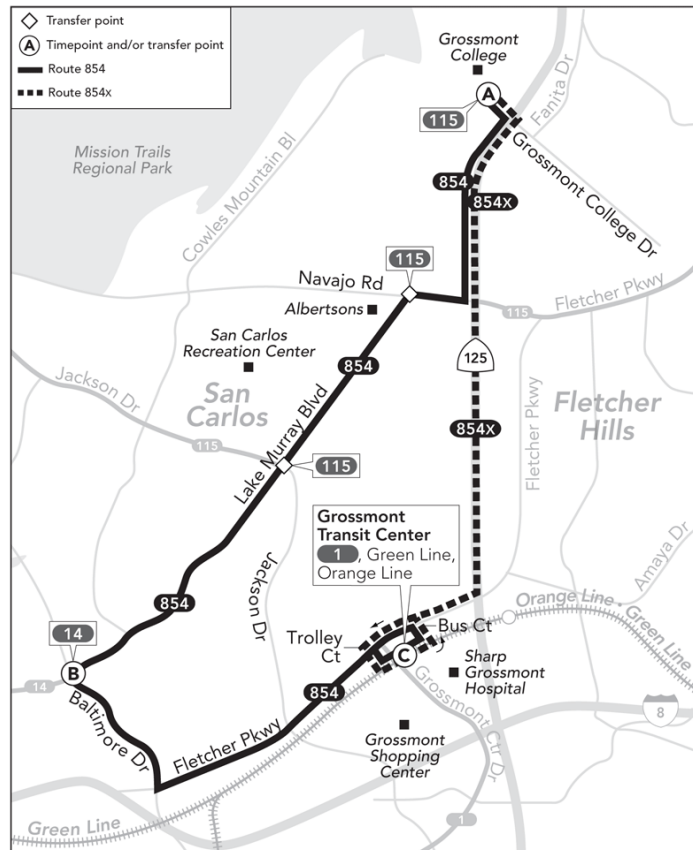 Transfer point
A Timepoint and/or transfer point
Route 854
Route 854x
Grossmont
College
A
115
Fanita Dr
Grossmont College Dr
Mission Trails
Regional Park
Cowles Mountain Bl
854
854x
115
Navajo Rd
Albertsons
115
Fletcher Pkwy
San Carlos
Recreation Center
854
125
Jackson Dr
San
Carlos
Fletcher Pkwy
Fletcher
Hills
854x
115
115
Lake Murray Blvd
Grossmont
Transit Center
1, Green Line,
Orange Line
Jackson Dr
Amaya Dr
854
Orange Line • Green Line
14
Trolley
Ct
Bus Ct
C
B
14
Sharp
Grossmont
Hospital
854
Baltimore Dr
Fletcher Pkwy
Grossmont Ctr Dr
8
Grossmont
Shopping
Center
Green Line
1